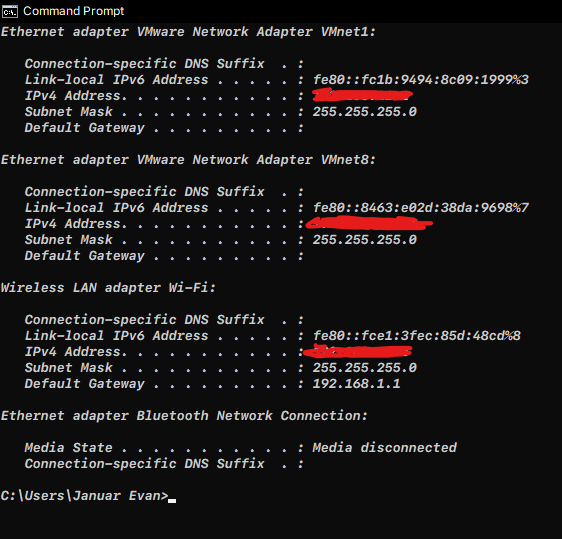 Command Prompt
Ethernet adapter VMware Network Adapter VMnet1:
Connection-specific DNS Suffix  . :
Link-local IPv6 Address . . . . . : fe80::fc1b:9494:8c09:1999%3
IPv4 Address. . . . . . . . . . . :
Subnet Mask . . . . . . . . . . . : 255.255.255.0
Default Gateway . . . . . . . . . :
Ethernet adapter VMware Network Adapter VMnet8:
Connection-specific DNS Suffix  . :
Link-local IPv6 Address . . . . . : fe80::8463:e02d:38da:9698%7
IPv4 Address. . . . . . . . . . . :
Subnet Mask . . . . . . . . . . . : 255.255.255.0
Default Gateway . . . . . . . . . :
Wireless LAN adapter Wi-Fi:
Connection-specific DNS Suffix  . :
Link-local IPv6 Address . . . . . : fe80::fce1:3fec:85d:48cd%8
IPv4 Address. . . . . . . . . . . :
Subnet Mask . . . . . . . . . . . : 255.255.255.0
Default Gateway . . . . . . . . . : 192.168.1.1
Ethernet adapter Bluetooth Network Connection:
Media State . . . . . . . . . . . : Media disconnected
Connection-specific DNS Suffix  . :
C:\Users\Januar Evan>